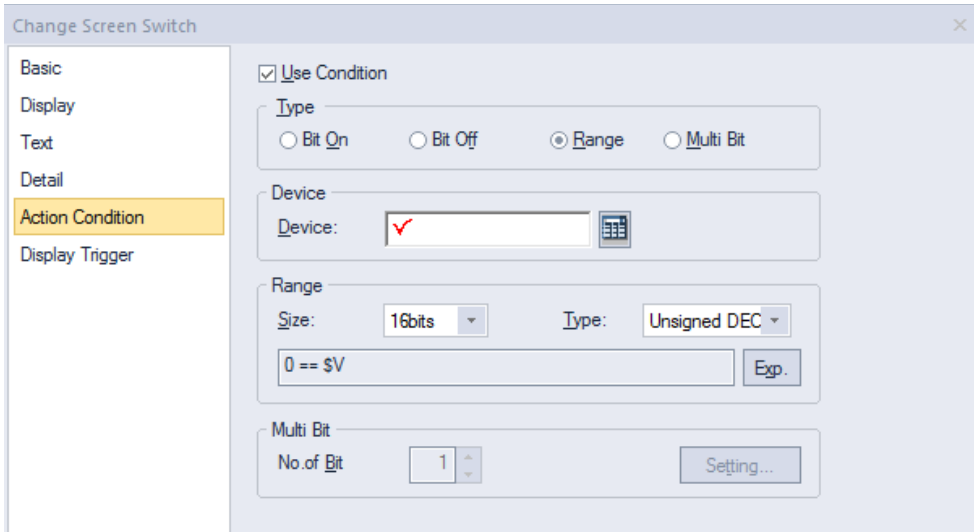 Change Screen Switch
Basic
Display
Text
Detail
Action Condition
Display Trigger
Use Condition
Type
Bit On
Bit Off
Range
Multi Bit
Device
Device:
Range
Size:
16bits
Type:
Unsigned DEC
0 == $V
Exp.
Multi Bit
No.of Bit
1
Setting...